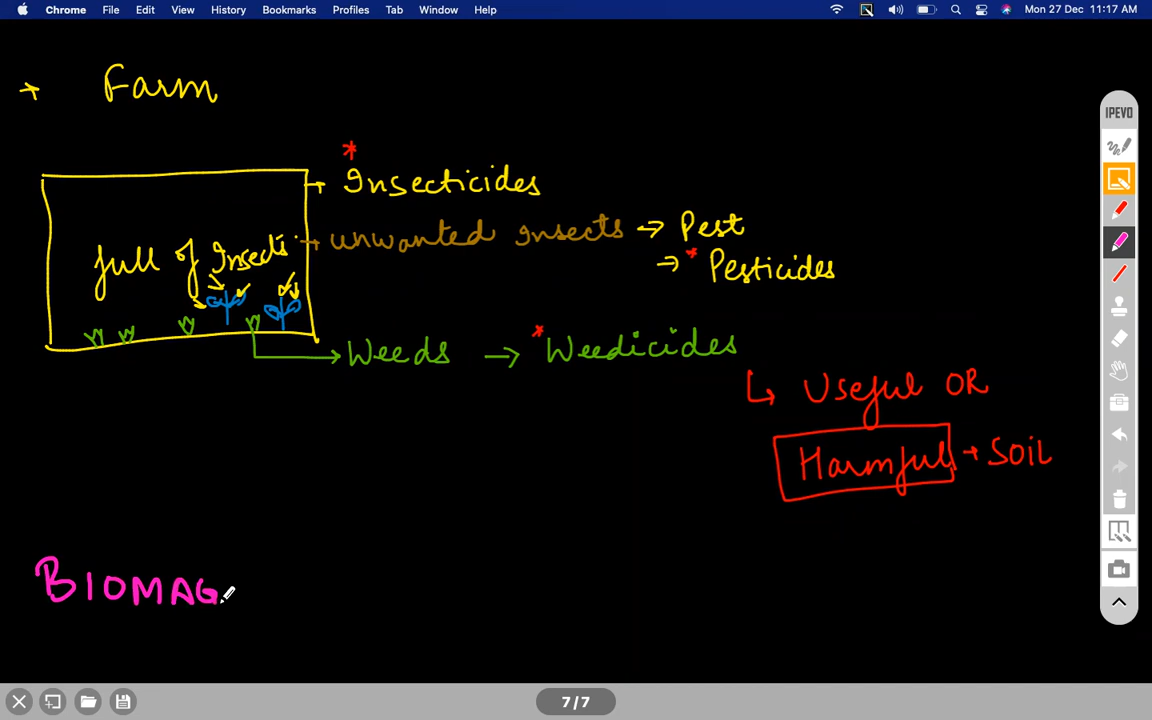 Chrome File Edit View History Bookmarks Profiles Tab Window Help Mon 27 Dec 11:17 AM
→ Farm
IPEVO
* Insecticides
→ unwanted insects → Pest
full of Insects
→ * Pesticides
→ Weeds → * Weedicides
↳ Useful OR
Harmful → SOIL
BIOMAG
7/7